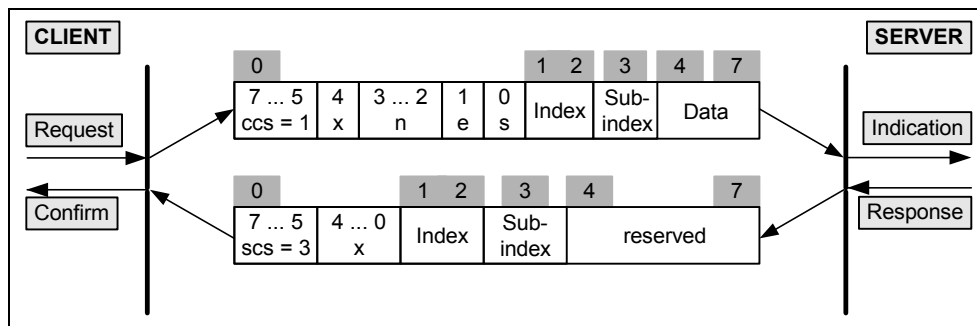 CLIENT
SERVER
0
1 2
3
4
7
7 ... 5
ccs = 1
4
x
3 ... 2
n
1
e
0
s
Index
Sub-
index
Data
Request
Indication
Confirm
Response
0
1 2
3
4
7
7 ... 5
scs = 3
4 ... 0
x
Index
Sub-
index
reserved